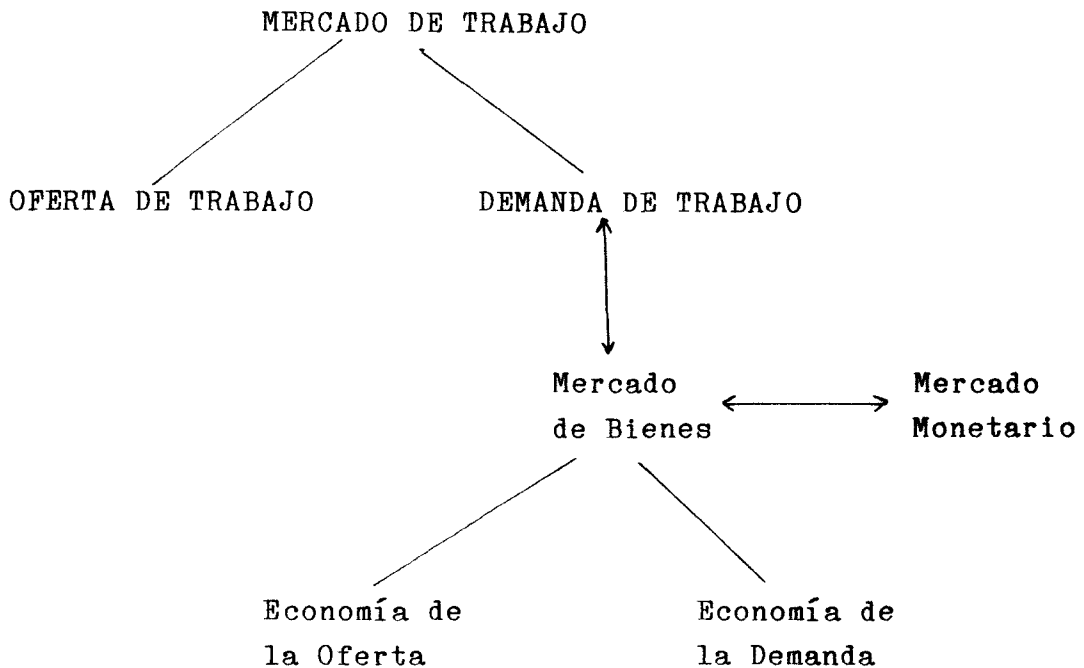 MERCADO DE TRABAJO
OFERTA DE TRABAJO
DEMANDA DE TRABAJO
Mercado
de Bienes
Mercado
Monetario
Economía de
la Oferta
Economía de
la Demanda